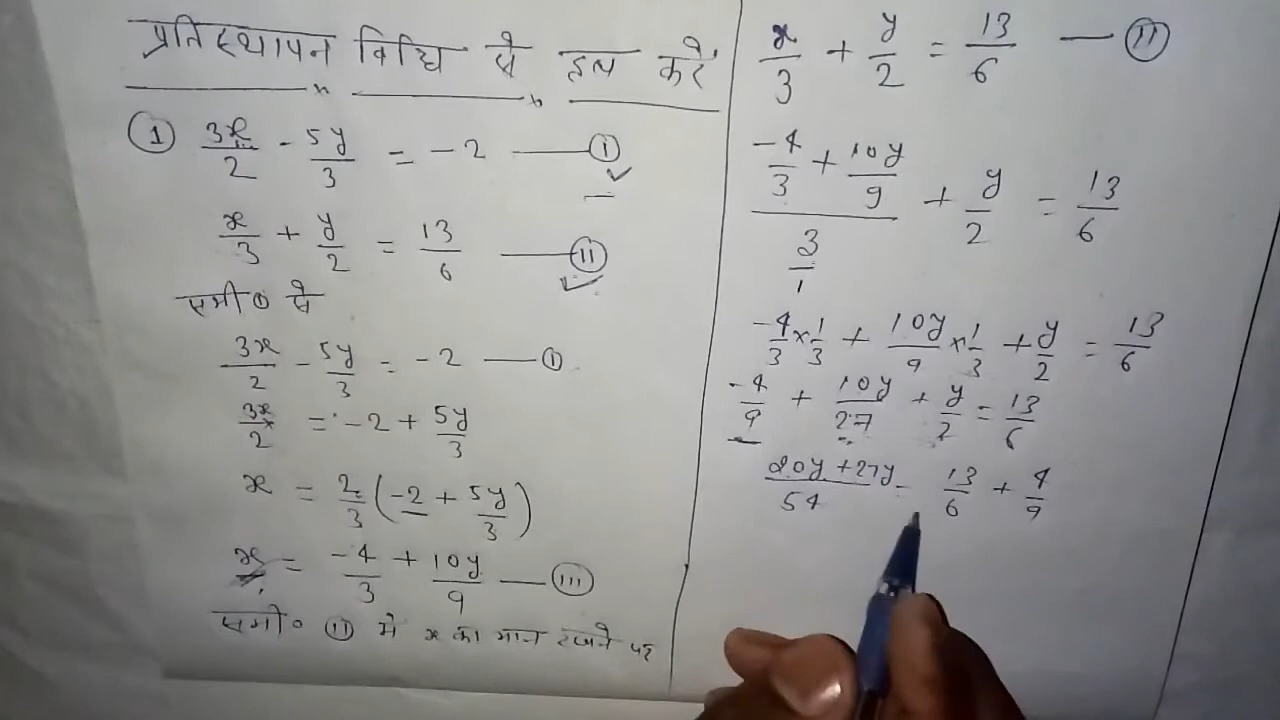 प्रतिस्थापन विधि से हल करें
① 3x/2 - 5y/3 = -2 —— ⓘ
x/3 + y/2 = 13/6 —— ⓘⓘ
समी० ① से
3x/2 - 5y/3 = -2 —— ①
3x/2 = -2 + 5y/3
x = 2/3 (-2 + 5y/3)
x = -4/3 + 10y/9 —— ⓘⓘⓘ
समी० ⓘⓘ मे x का मान रखने पर
x/3 + y/2 = 13/6 —— ⓘⓘ
(-4/3 + 10y/9) / (3/1) + y/2 = 13/6
-4/3 × 1/3 + 10y/9 × 1/3 + y/2 = 13/6
-4/9 + 10y/27 + y/2 = 13/6
(20y + 27y)/54 = 13/6 + 4/9